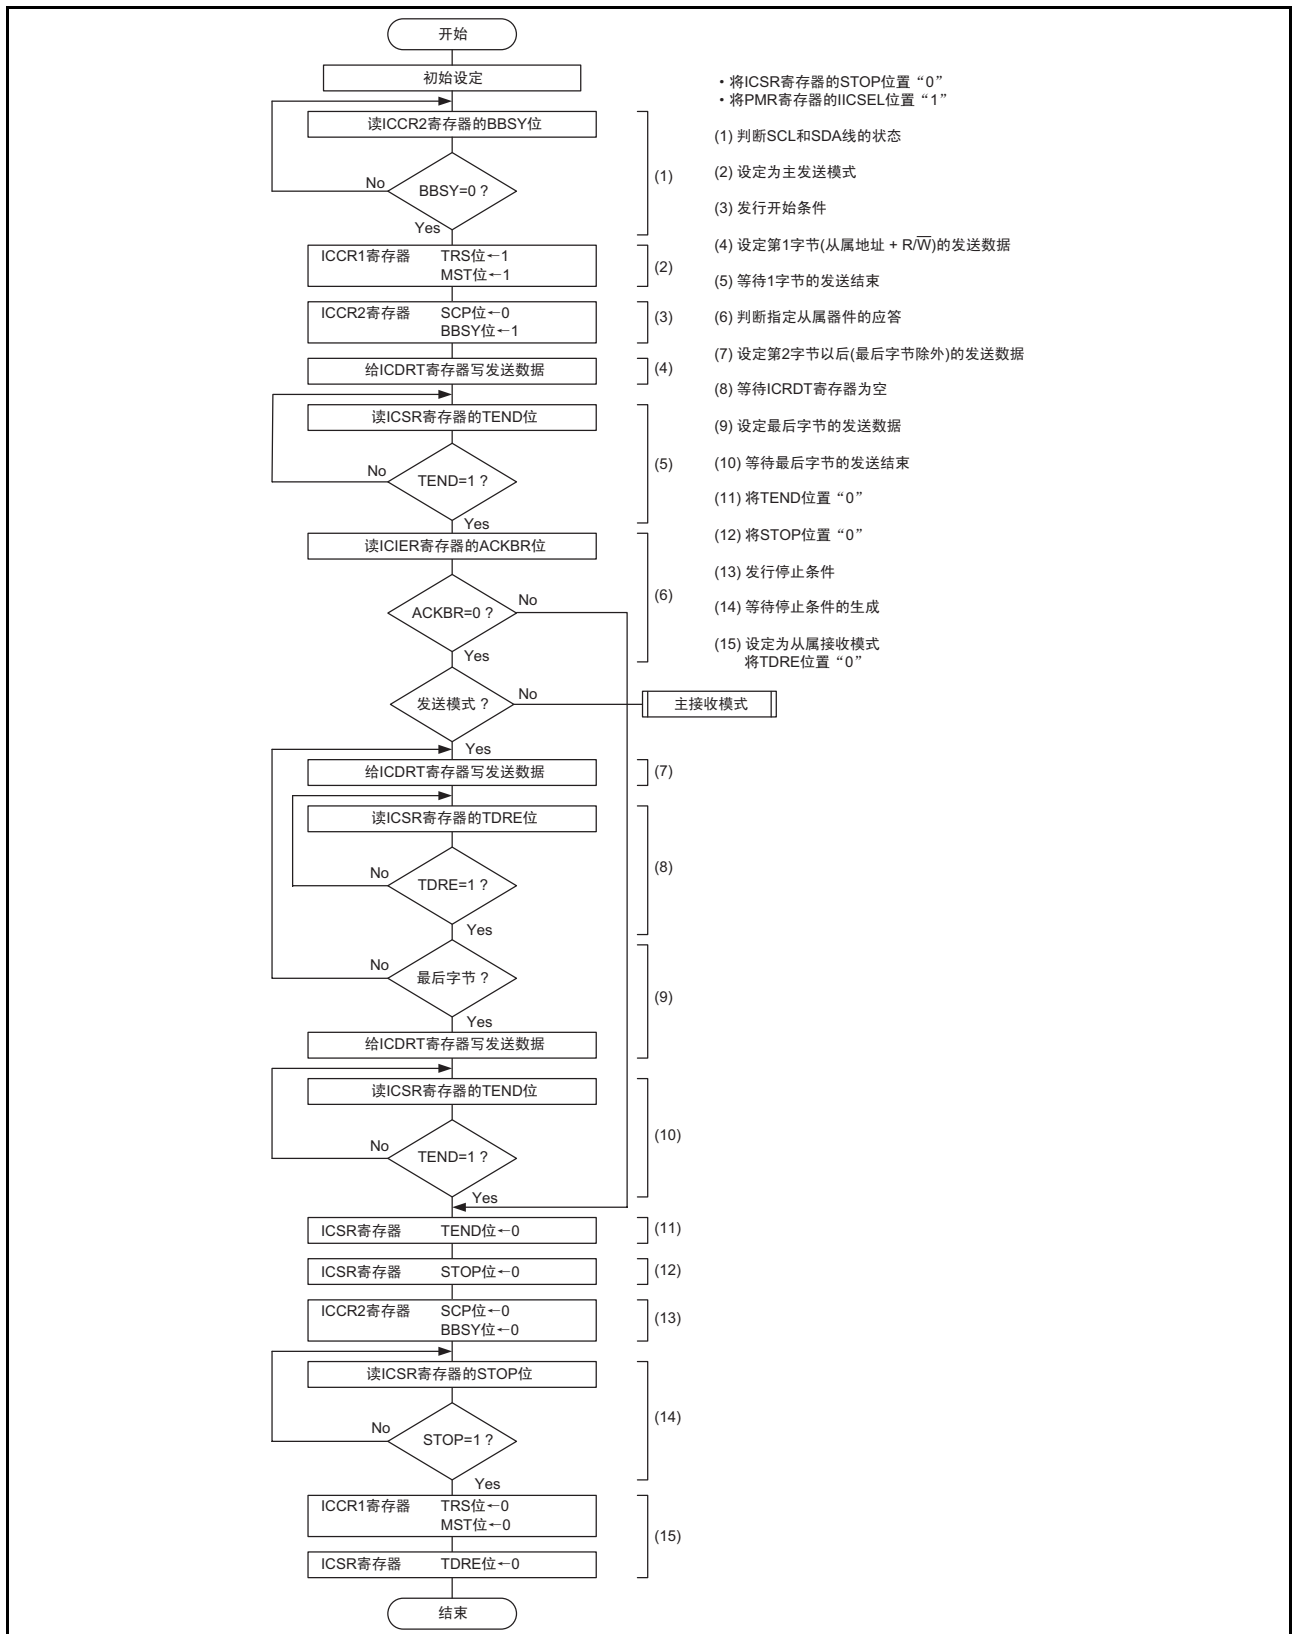 开始
初始设定
・将ICSR寄存器的STOP位置“0”
・将PMR寄存器的IICSEL位置“1”
读ICCR2寄存器的BBSY位
(1) 判断SCL和SDA线的状态
(2) 设定为主发送模式
(3) 发行开始条件
(4) 设定第1字节(从属地址 + R/W̅)的发送数据
(5) 等待1字节的发送结束
(6) 判断指定从属器件的应答
(7) 设定第2字节以后(最后字节除外)的发送数据
(8) 等待ICRDT寄存器为空
(9) 设定最后字节的发送数据
(10) 等待最后字节的发送结束
(11) 将TEND位置“0”
(12) 将STOP位置“0”
(13) 发行停止条件
(14) 等待停止条件的生成
(15) 设定为从属接收模式
将TDRE位置“0”
BBSY=0 ?
No
Yes
(1)
ICCR1寄存器 TRS位←1
MST位←1
(2)
ICCR2寄存器 SCP位←0
BBSY位←1
(3)
给ICDRT寄存器写发送数据
(4)
读ICSR寄存器的TEND位
TEND=1 ?
No
Yes
(5)
读ICIER寄存器的ACKBR位
ACKBR=0 ?
No
Yes
(6)
发送模式 ?
No
Yes
主接收模式
给ICDRT寄存器写发送数据
(7)
读ICSR寄存器的TDRE位
TDRE=1 ?
No
Yes
(8)
最后字节 ?
No
Yes
给ICDRT寄存器写发送数据
(9)
读ICSR寄存器的TEND位
TEND=1 ?
No
Yes
(10)
ICSR寄存器 TEND位←0
(11)
ICSR寄存器 STOP位←0
(12)
ICCR2寄存器 SCP位←0
BBSY位←0
(13)
读ICSR寄存器的STOP位
STOP=1 ?
No
Yes
(14)
ICCR1寄存器 TRS位←0
MST位←0
(15)
ICSR寄存器 TDRE位←0
结束